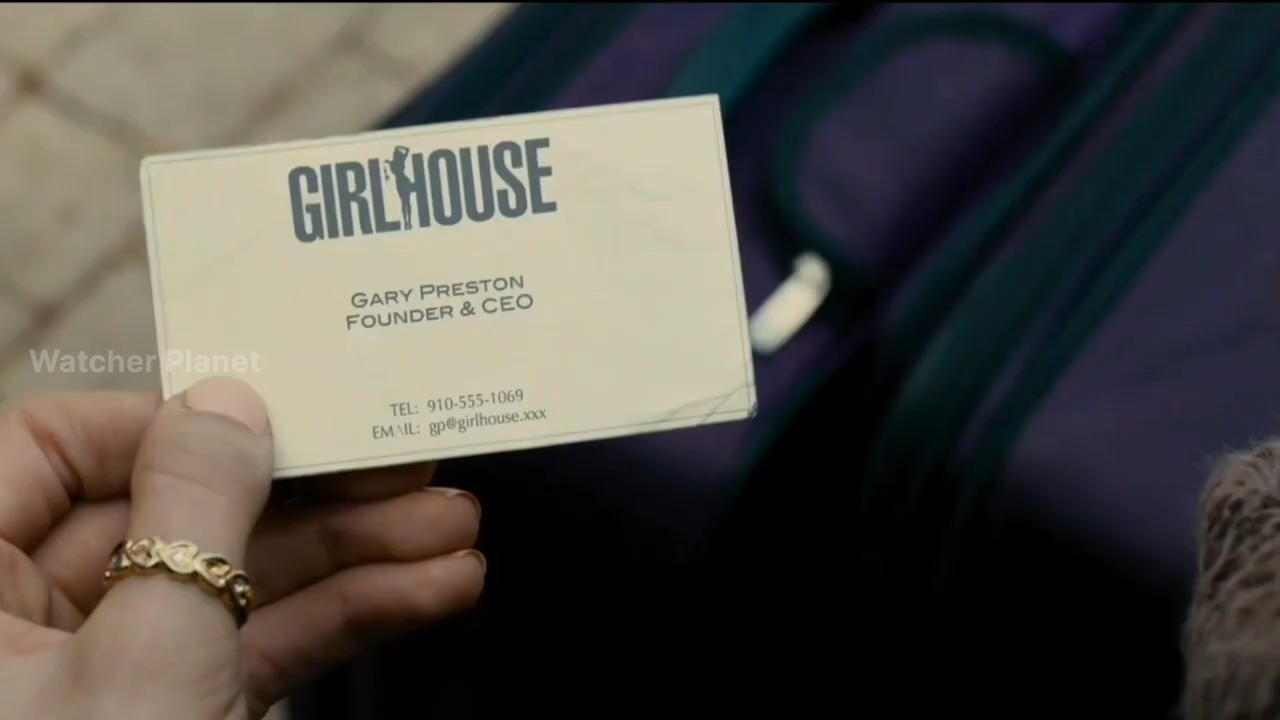 GIRLHOUSE
GARY PRESTON
FOUNDER & CEO
Watcher Planet
TEL: 910-555-1069
EMAIL: gp@girlhouse.xxx